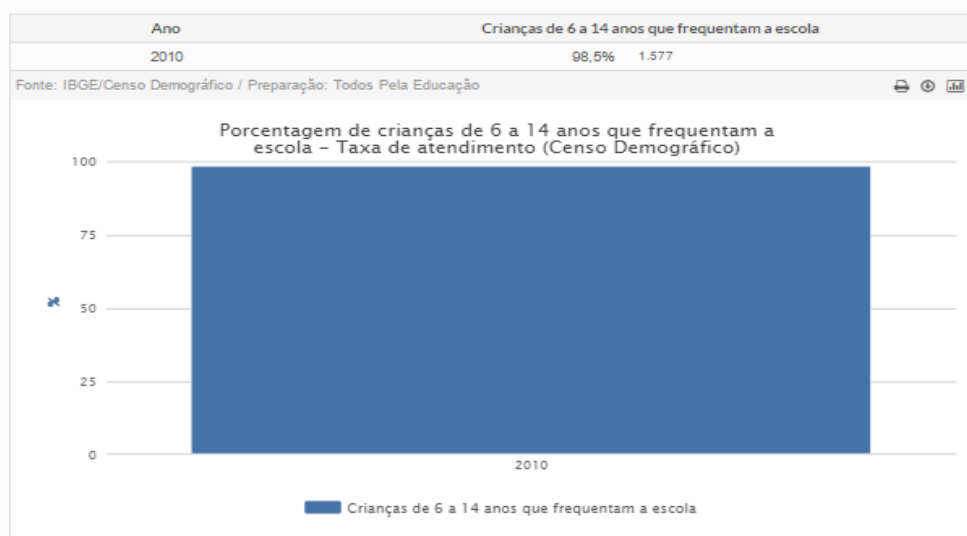 Ano Crianças de 6 a 14 anos que frequentam a escola
2010 98,5% 1.577
Fonte: IBGE/Censo Demográfico / Preparação: Todos Pela Educação
Porcentagem de crianças de 6 a 14 anos que frequentam a
escola – Taxa de atendimento (Censo Demográfico)
100
75
% 50
25
0
2010
Crianças de 6 a 14 anos que frequentam a escola